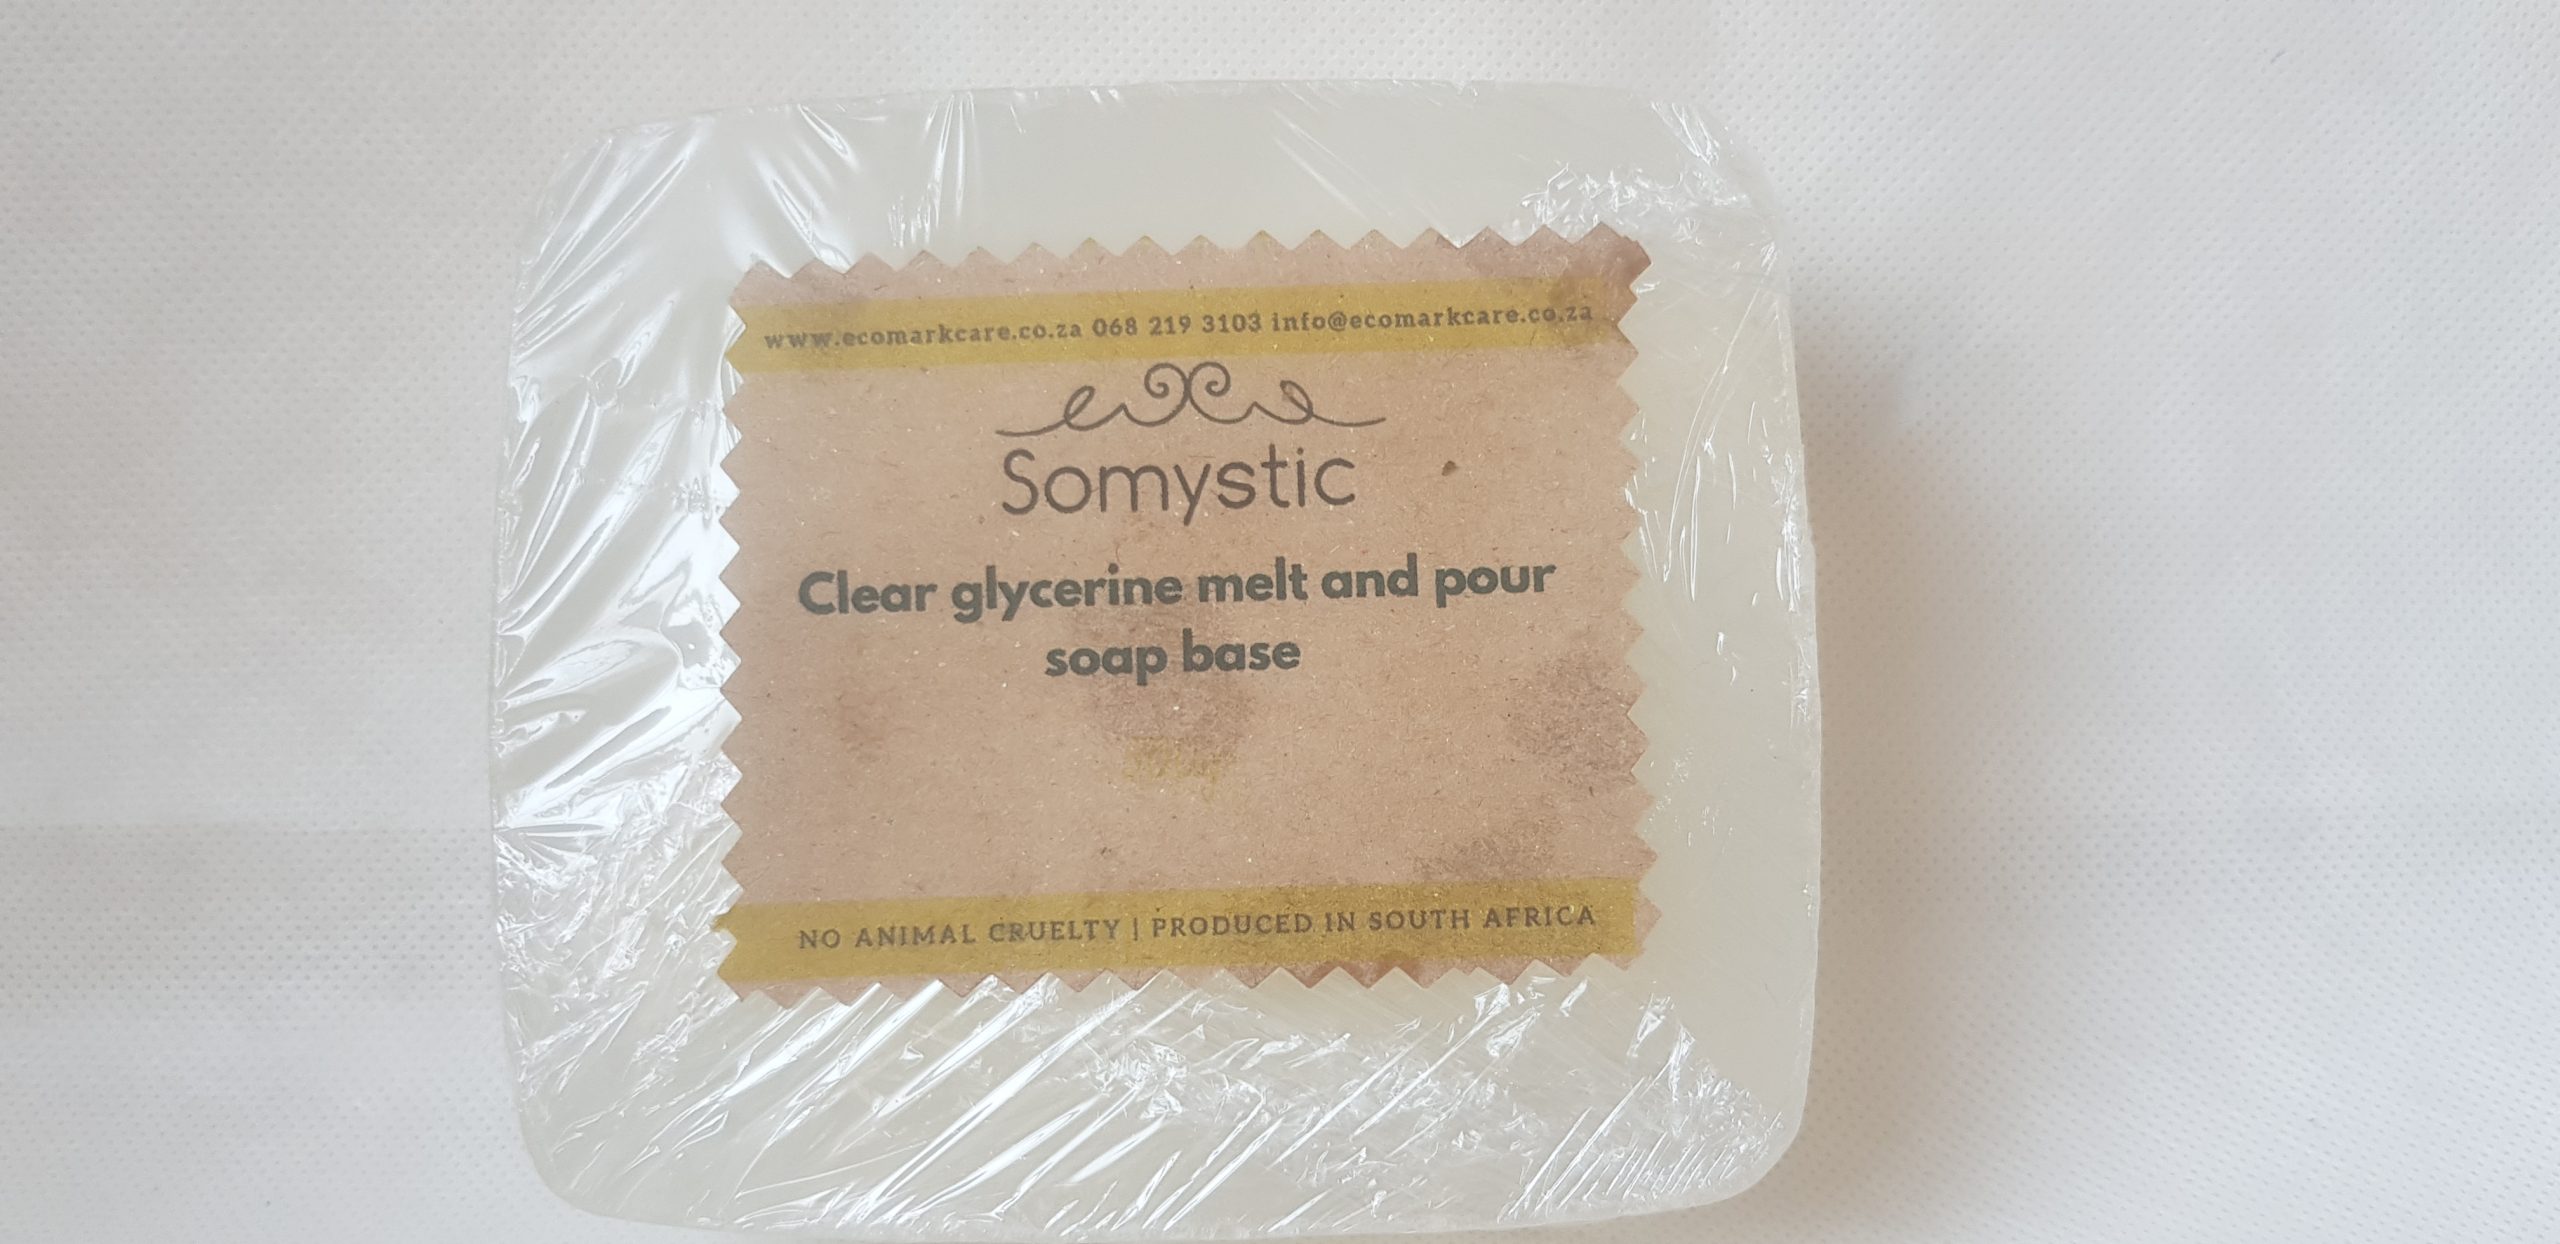 www.ecomarkcare.co.za 068 219 3103 info@ecomarkcare.co.za
Somystic
Clear glycerine melt and pour
soap base
NO ANIMAL CRUELTY | PRODUCED IN SOUTH AFRICA